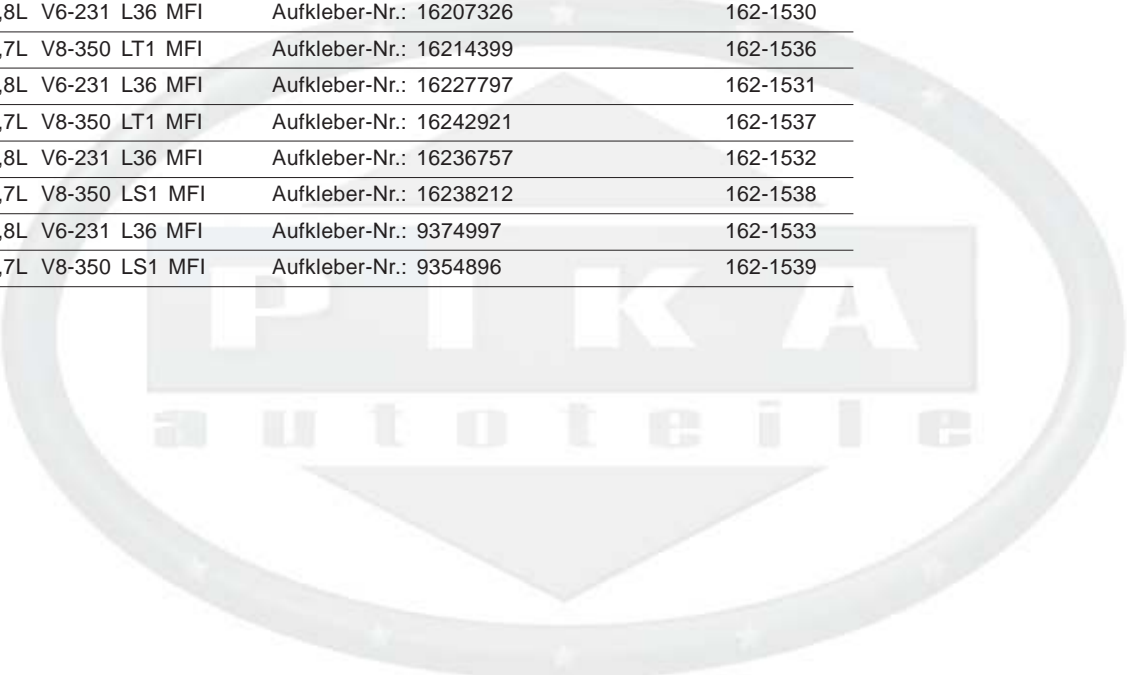 ,8L V6-231 L36 MFI Aufkleber-Nr.: 16207326 162-1530
,7L V8-350 LT1 MFI Aufkleber-Nr.: 16214399 162-1536
,8L V6-231 L36 MFI Aufkleber-Nr.: 16227797 162-1531
,7L V8-350 LT1 MFI Aufkleber-Nr.: 16242921 162-1537
,8L V6-231 L36 MFI Aufkleber-Nr.: 16236757 162-1532
,7L V8-350 LS1 MFI Aufkleber-Nr.: 16238212 162-1538
,8L V6-231 L36 MFI Aufkleber-Nr.: 9374997 162-1533
,7L V8-350 LS1 MFI Aufkleber-Nr.: 9354896 162-1539
PIKA
autoteile